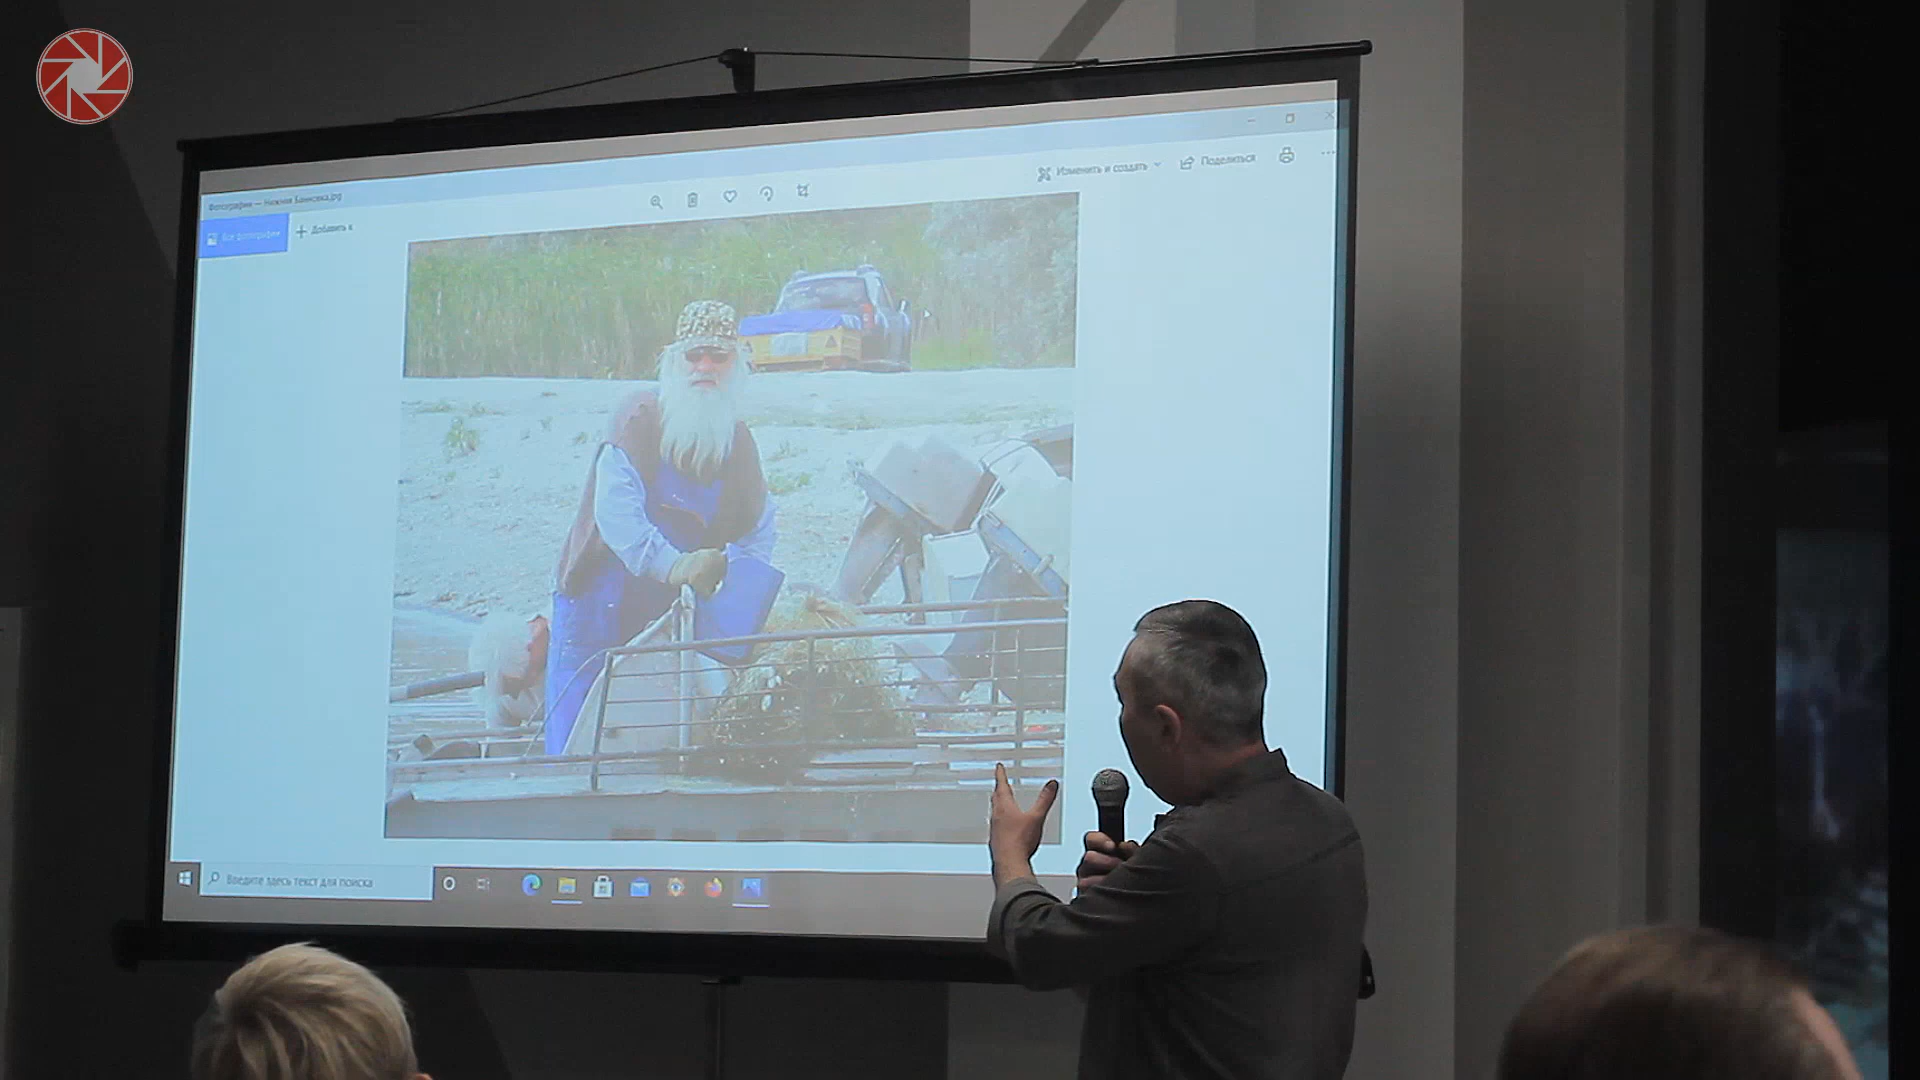 Фотографии — Нижняя Банновка.jpg
Все фотографии
Добавить к
Изменить и создать
Поделиться
Введите здесь текст для поиска